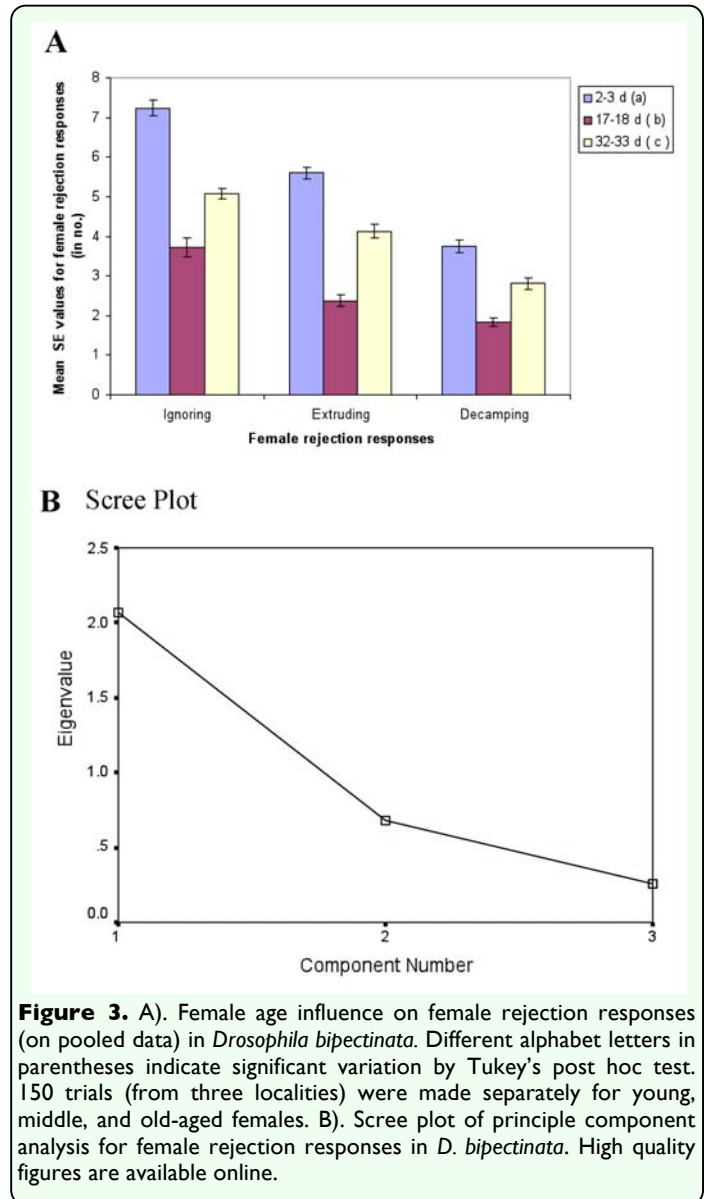 A
8
7
6
5
4
3
2
1
0
Mean SE values for female rejection responses
(in no.)
Ignoring Extruding Decamping
Female rejection responses
2-3 d (a)
17-18 d ( b )
32-33 d ( c )
B Scree Plot
2.5
2.0
1.5
1.0
.5
0.0
Eigenvalue
1 2 3
Component Number
Figure 3. A). Female age influence on female rejection responses
(on pooled data) in Drosophila bipectinata. Different alphabet letters in
parentheses indicate significant variation by Tukey's post hoc test.
150 trials (from three localities) were made separately for young,
middle, and old-aged females. B). Scree plot of principle component
analysis for female rejection responses in D. bipectinata. High quality
figures are available online.